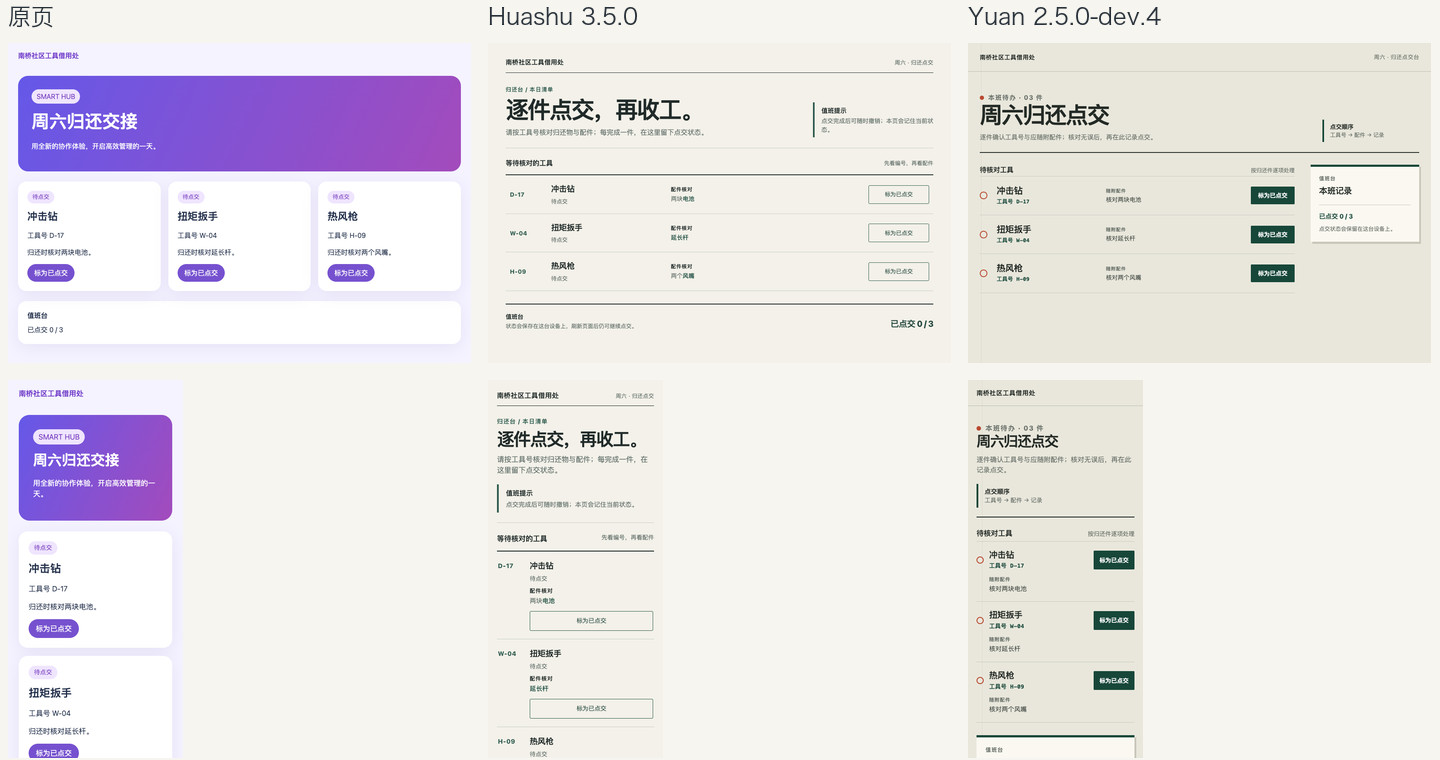 原页
南桥社区工具借用处
SMART HUB
周六归还交接
用全新的协作体验，开启高效管理的一天。
待点交
冲击钻
工具号 D-17
归还时核对两块电池。
标为已点交
待点交
扭矩扳手
工具号 W-04
归还时核对延长杆。
标为已点交
待点交
热风枪
工具号 H-09
归还时核对两个风嘴。
标为已点交
值班台
已点交 0 / 3
Huashu 3.5.0
南桥社区工具借用处
周六 · 归还点交
归还台 / 本日清单
逐件点交，再收工。
请按工具号核对归还物与配件；每完成一件，在这里留下点交状态。
值班提示
点交完成后可随时撤销；本页会记住当前状
态。
等待核对的工具
先看编号，再看配件
D-17
冲击钻
待点交
配件核对
两块电池
标为已点交
W-04
扭矩扳手
待点交
配件核对
延长杆
标为已点交
H-09
热风枪
待点交
配件核对
两个风嘴
标为已点交
值班台
状态会保存在这台设备上，刷新页面后仍可继续点交。
已点交 0 / 3
Yuan 2.5.0-dev.4
南桥社区工具借用处
周六 · 归还点交台
本班待办 · 03 件
周六归还点交
逐件确认工具号与应随附配件；核对无误后，再在此记录点交。
点交顺序
工具号 → 配件 → 记录
待核对工具
按归还件逐项处理
冲击钻
工具号 D-17
随附配件
核对两块电池
标为已点交
扭矩扳手
工具号 W-04
随附配件
核对延长杆
标为已点交
热风枪
工具号 H-09
随附配件
核对两个风嘴
标为已点交
值班台
本班记录
已点交 0 / 3
点交状态会保留在这台设备上。
南桥社区工具借用处
SMART HUB
周六归还交接
用全新的协作体验，开启高效管理的一
天。
待点交
冲击钻
工具号 D-17
归还时核对两块电池。
标为已点交
待点交
扭矩扳手
工具号 W-04
归还时核对延长杆。
标为已点交
南桥社区工具借用处
周六 · 归还点交
归还台 / 本日清单
逐件点交，再收工。
请按工具号核对归还物与配件；每完成一件，在
这里留下点交状态。
值班提示
点交完成后可随时撤销；本页会记住当前状态。
等待核对的工具
先看编号，再看配件
D-17
冲击钻
待点交
配件核对
两块电池
标为已点交
W-04
扭矩扳手
待点交
配件核对
延长杆
标为已点交
H-09
热风枪
待点交
南桥社区工具借用处
本班待办 · 03 件
周六归还点交
逐件确认工具号与应随附配件；核对无误后，再在此
记录点交。
点交顺序
工具号 → 配件 → 记录
待核对工具
按归还件逐项处理
冲击钻
工具号 D-17
随附配件
核对两块电池
标为已点交
扭矩扳手
工具号 W-04
随附配件
核对延长杆
标为已点交
热风枪
工具号 H-09
随附配件
核对两个风嘴
标为已点交
值班台